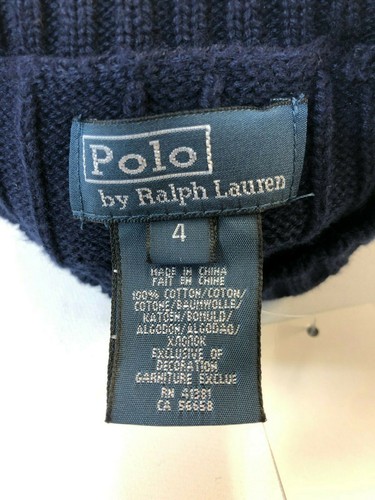 Polo
by Ralph Lauren
4
MADE IN CHINA
FAIT EN CHINE
100% COTTON/COTON/
COTONE/BAUMWOLLE/
KATOEN/BOMULD/
ALGODON/ALGODAO/
ХЛОПОК
EXCLUSIVE OF
DECORATION
GARNITURE EXCLUE
RN 41381
CA 56658